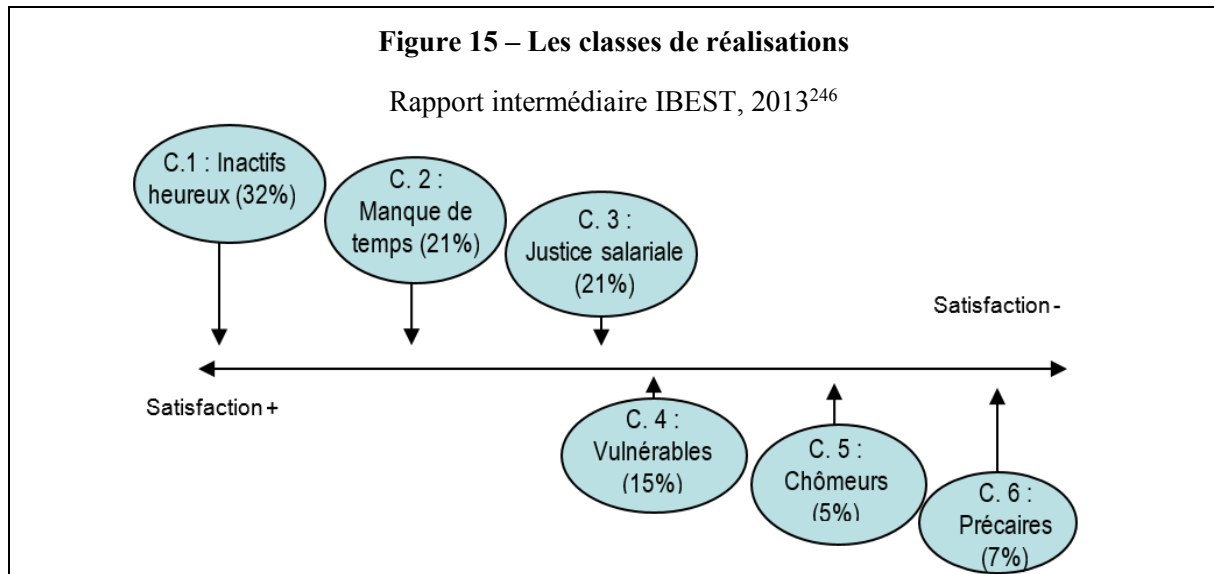 Figure 15 – Les classes de réalisations
Rapport intermédiaire IBEST, 2013246
C.1 : Inactifs
heureux (32%)
C. 2 :
Manque de
temps (21%)
C. 3 :
Justice salariale
(21%)
Satisfaction -
Satisfaction +
C. 4 :
Vulnérables
(15%)
C. 5 :
Chômeurs
(5%)
C. 6 :
Précaires
(7%)